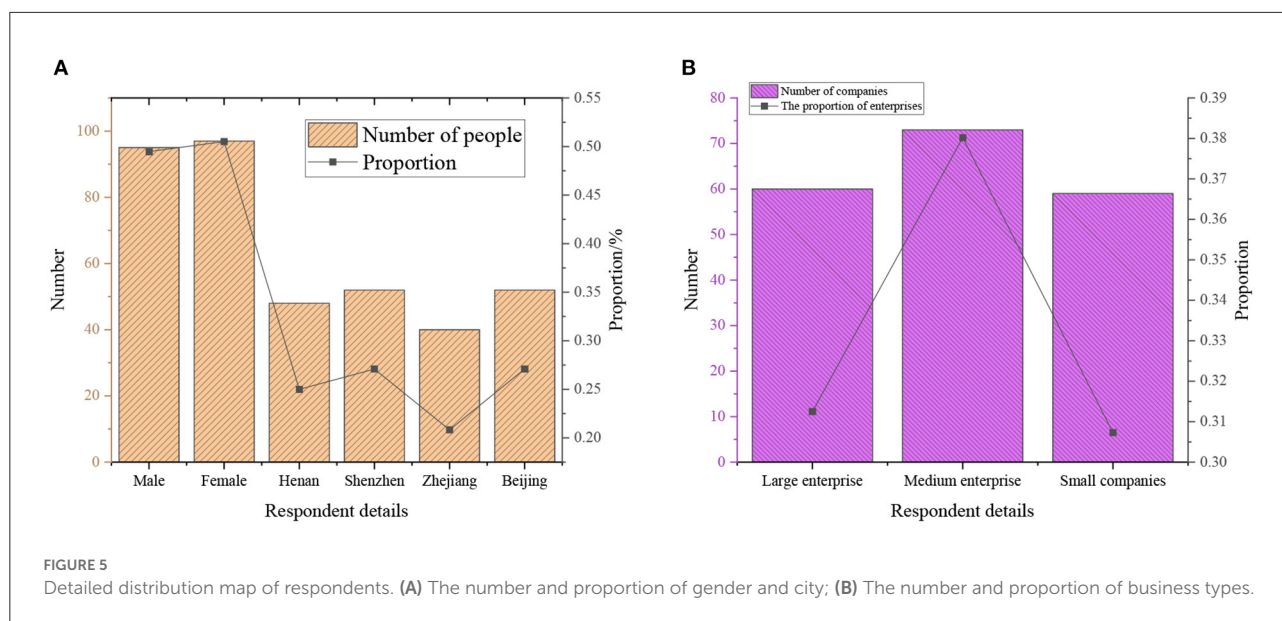 A
Number
100
80
60
40
20
0
Number of people
Proportion
0.55
0.50
0.45
0.40
0.35
0.30
0.25
0.20
Proportion/%
Male Female Henan Shenzhen Zhejiang Beijing
Respondent details
B
Number of companies
The proportion of enterprises
Number
80
70
60
50
40
30
20
10
0
0.39
0.38
0.37
0.36
0.35
0.34
0.33
0.32
0.31
0.30
Proportion
Large enterprise Medium enterprise Small companies
Respondent details
FIGURE 5
Detailed distribution map of respondents. (A) The number and proportion of gender and city; (B) The number and proportion of business types.